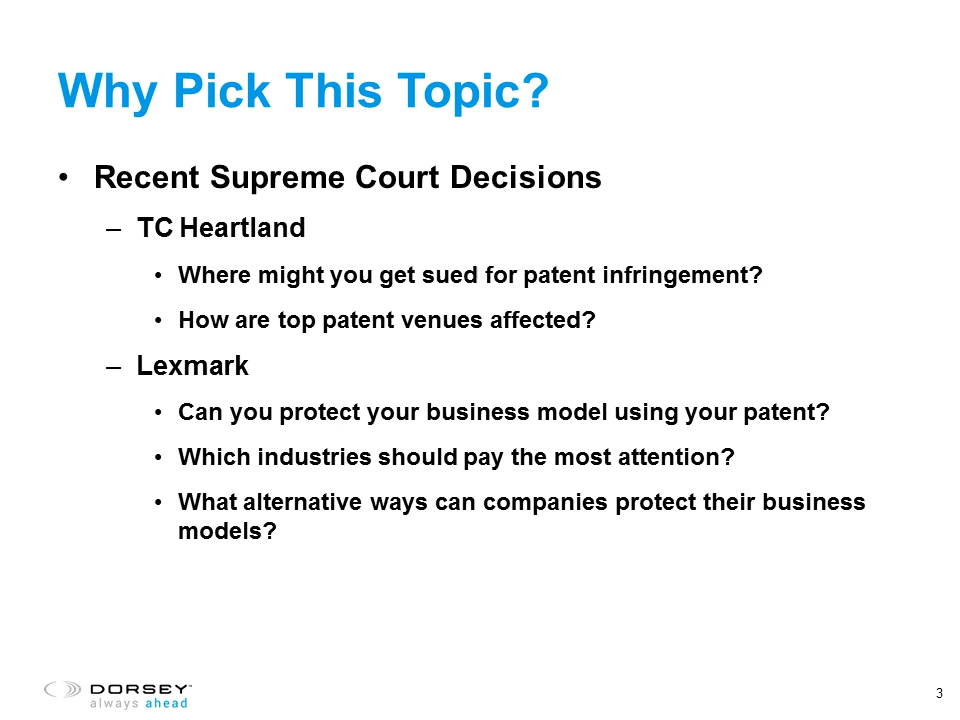 Why Pick This Topic?
• Recent Supreme Court Decisions
– TC Heartland
• Where might you get sued for patent infringement?
• How are top patent venues affected?
– Lexmark
• Can you protect your business model using your patent?
• Which industries should pay the most attention?
• What alternative ways can companies protect their business
models?
DORSEY™
always ahead
3